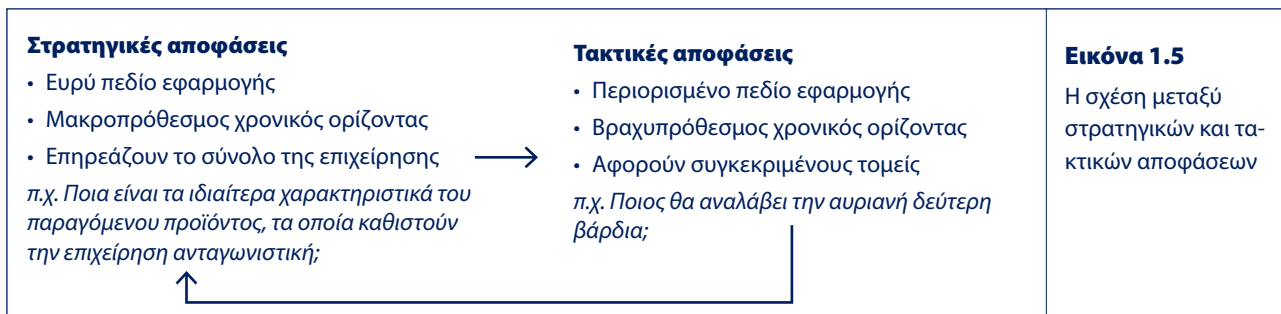 Στρατηγικές αποφάσεις
• Ευρύ πεδίο εφαρμογής
• Μακροπρόθεσμος χρονικός ορίζοντας
• Επηρεάζουν το σύνολο της επιχείρησης
π.χ. Ποια είναι τα ιδιαίτερα χαρακτηριστικά του
παραγόμενου προϊόντος, τα οποία καθιστούν
την επιχείρηση ανταγωνιστική;
Τακτικές αποφάσεις
• Περιορισμένο πεδίο εφαρμογής
• Βραχυπρόθεσμος χρονικός ορίζοντας
• Αφορούν συγκεκριμένους τομείς
π.χ. Ποιος θα αναλάβει την αυριανή δεύτερη
βάρδια;
Εικόνα 1.5
Η σχέση μεταξύ
στρατηγικών και τα-
κτικών αποφάσεων